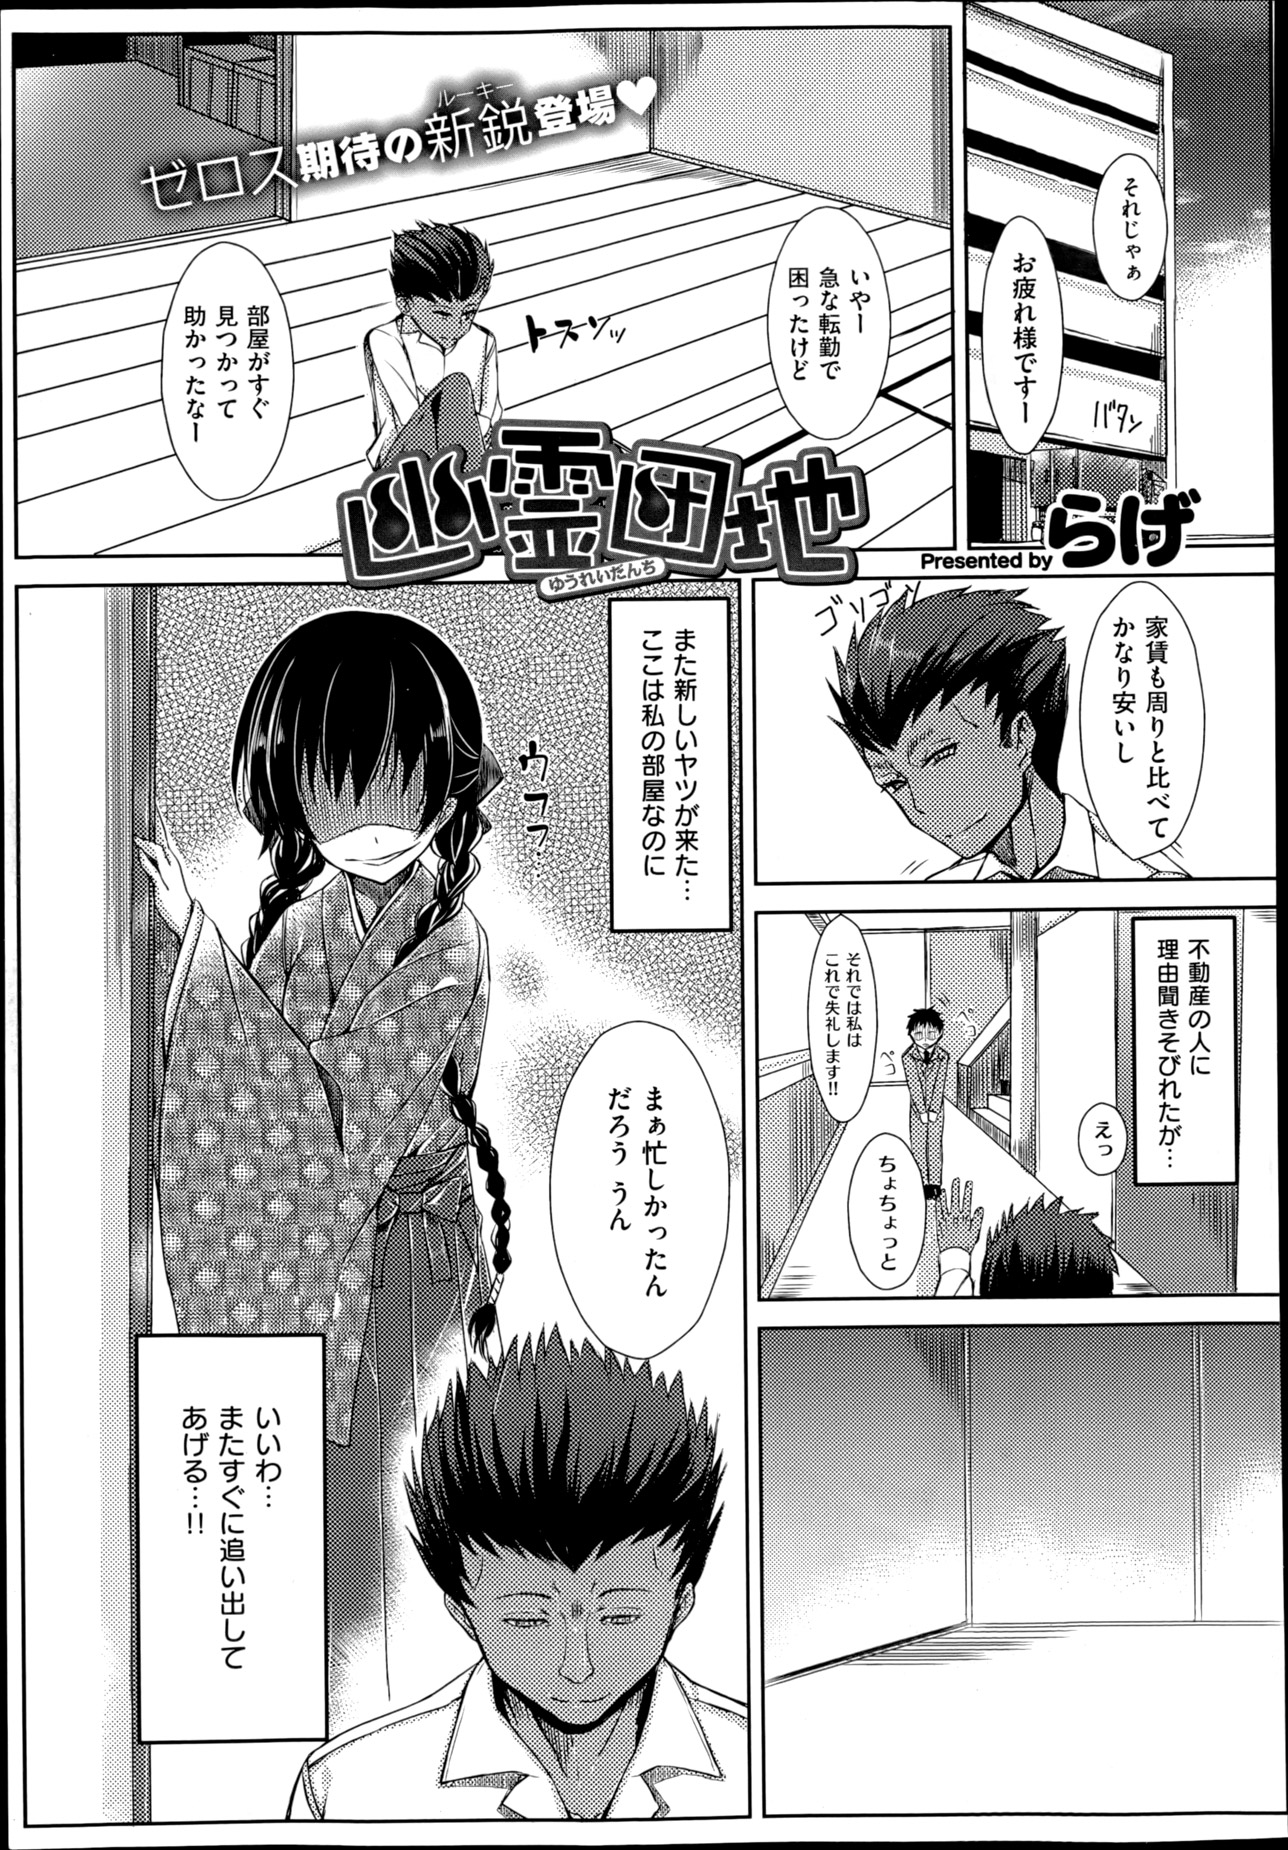 それじゃぁ
お疲れ様ですー
バタン
ルーキー
ゼロス期待の新鋭登場♥
いやー
急な転勤で
困ったけど
トスンッ
部屋がすぐ
見つかって
助かったなー
幽霊団地
ゆうれいだんち
Presented by らげ
家賃も周りと比べて
かなり安いし
ゴソゴソ
不動産の人に
理由聞きそびれたが…
えっ
それでは私は
これで失礼します!!
ペコ
ペコ
ちょちょっと
また新しいヤツが来た…
ここは私の部屋なのに
ウフフ…
まぁ忙しかったん
だろう うん
いいわ…
またすぐに追い出して
あげる…!!